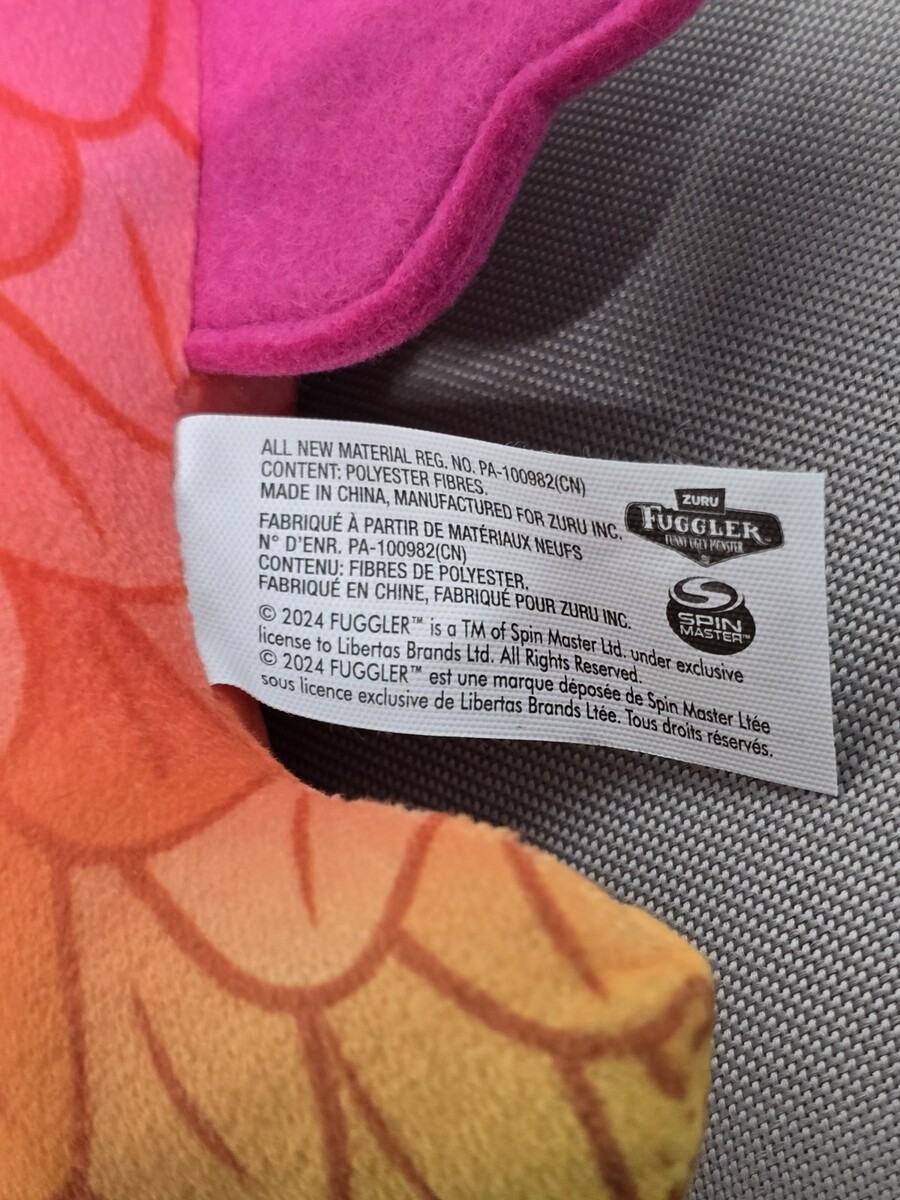 ALL NEW MATERIAL REG. NO. PA-100982(CN)
CONTENT: POLYESTER FIBRES.
MADE IN CHINA, MANUFACTURED FOR ZURU INC.
FABRIQUÉ À PARTIR DE MATÉRIAUX NEUFS
N° D'ENR. PA-100982(CN)
CONTENU: FIBRES DE POLYESTER.
FABRIQUÉ EN CHINE, FABRIQUÉ POUR ZURU INC.
© 2024 FUGGLER™ is a TM of Spin Master Ltd. under exclusive
license to Libertas Brands Ltd. All Rights Reserved.
© 2024 FUGGLER™ est une marque déposée de Spin Master Ltée
sous licence exclusive de Libertas Brands Ltée. Tous droits réservés.
ZURU
FUGGLER
FUNNY UGLY MONSTER
SPIN
MASTER™